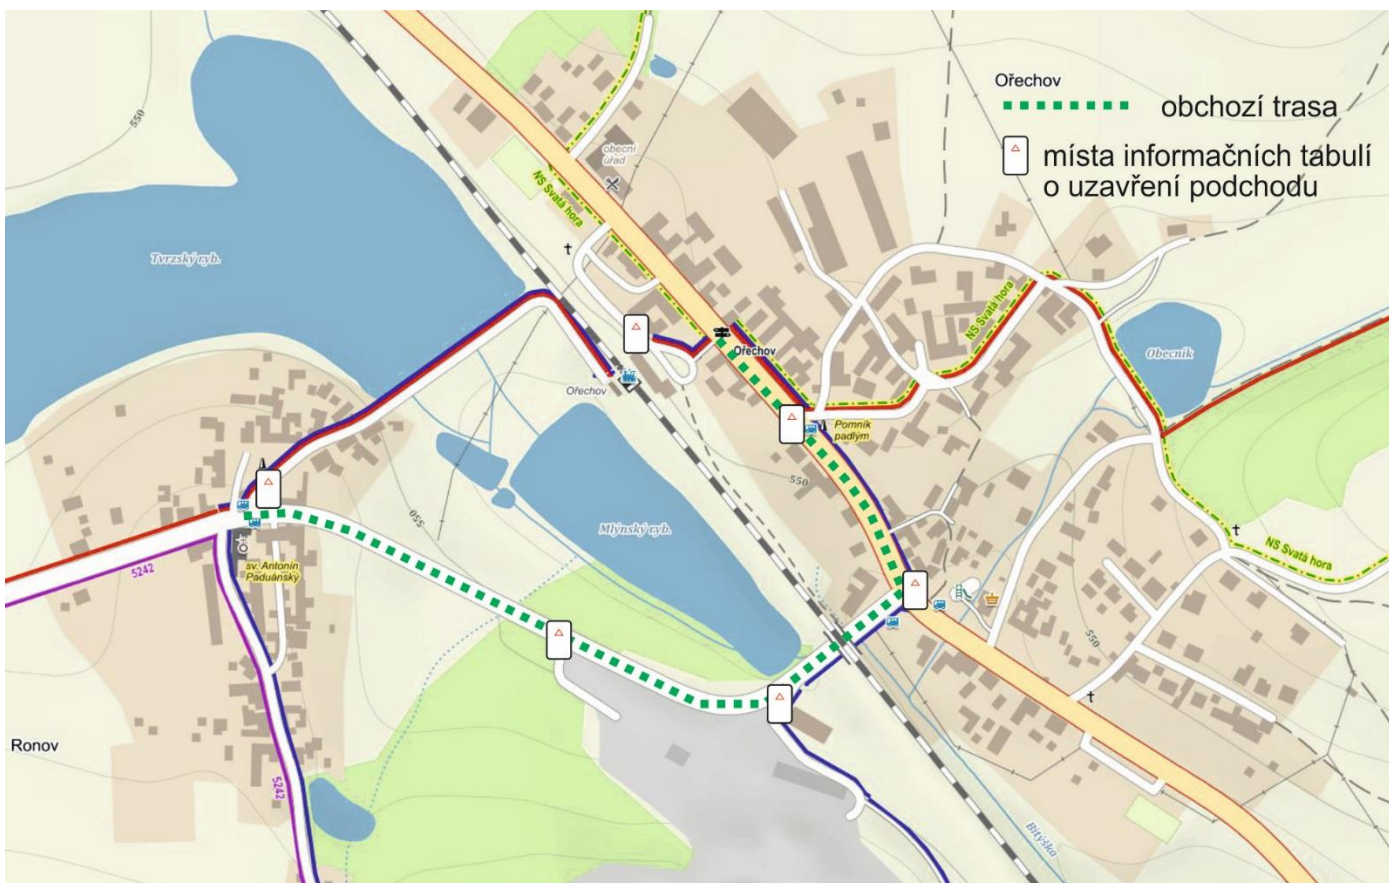 Ořechov
obchozí trasa
místa informačních tabulí
o uzavření podchodu
550
obecní
úřad
NS Svatá hora
Tvrzský ryb.
Ořechov
NS Svatá hora
Obecník
Ořechov
Pomník
padlým
550
550
Mlýnský ryb.
NS Svatá hora
sv. Antonín
Paduánský
5242
550
Ronov
5242
Bitýška